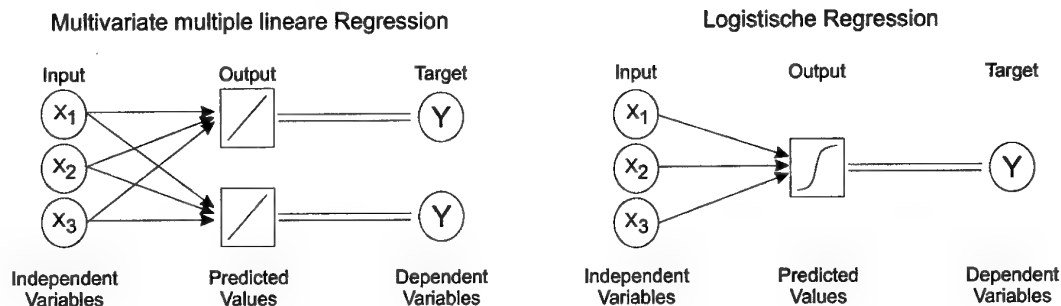 Multivariate multiple lineare Regression
Input
Output
Target
X1
X2
X3
Y
Y
Independent
Variables
Predicted
Values
Dependent
Variables
Logistische Regression
Input
Output
Target
X1
X2
X3
Y
Independent
Variables
Predicted
Values
Dependent
Variables